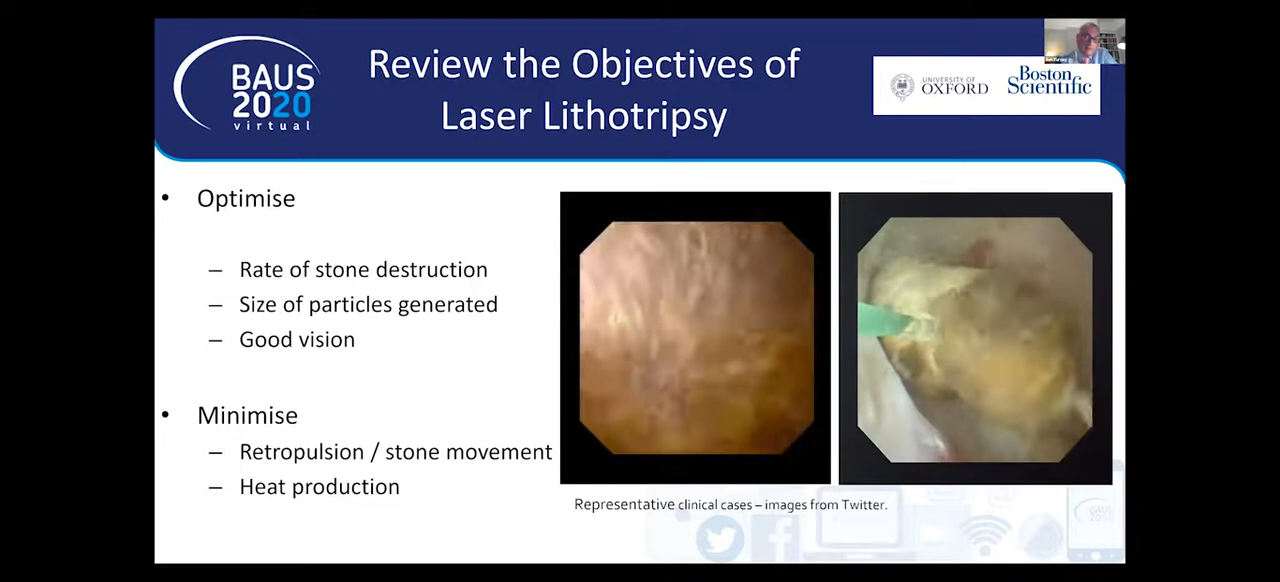 BAUS
2020
virtual
Review the Objectives of
Laser Lithotripsy
UNIVERSITY OF
OXFORD
Boston
Scientific
• Optimise
– Rate of stone destruction
– Size of particles generated
– Good vision
• Minimise
– Retropulsion / stone movement
– Heat production
Representative clinical cases – images from Twitter.